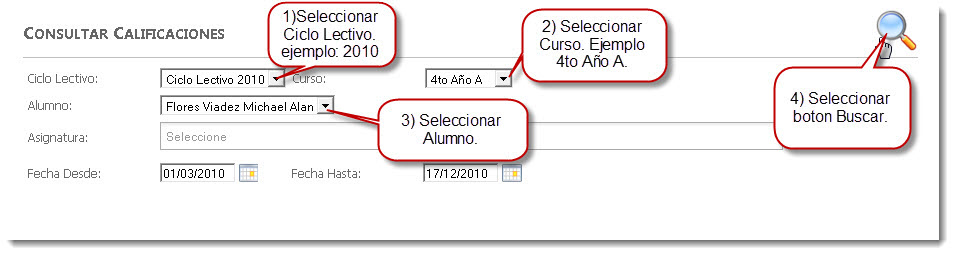 1)Seleccionar
Ciclo Lectivo.
ejemplo: 2010
2) Seleccionar
Curso. Ejemplo
4to Año A.
CONSULTAR CALIFICACIONES
Ciclo Lectivo: Ciclo Lectivo 2010 Curso: 4to Año A
4) Seleccionar
boton Buscar.
Alumno: Flores Viadez Michael Alan
3) Seleccionar
Alumno.
Asignatura: Seleccione
Fecha Desde: 01/03/2010 Fecha Hasta: 17/12/2010